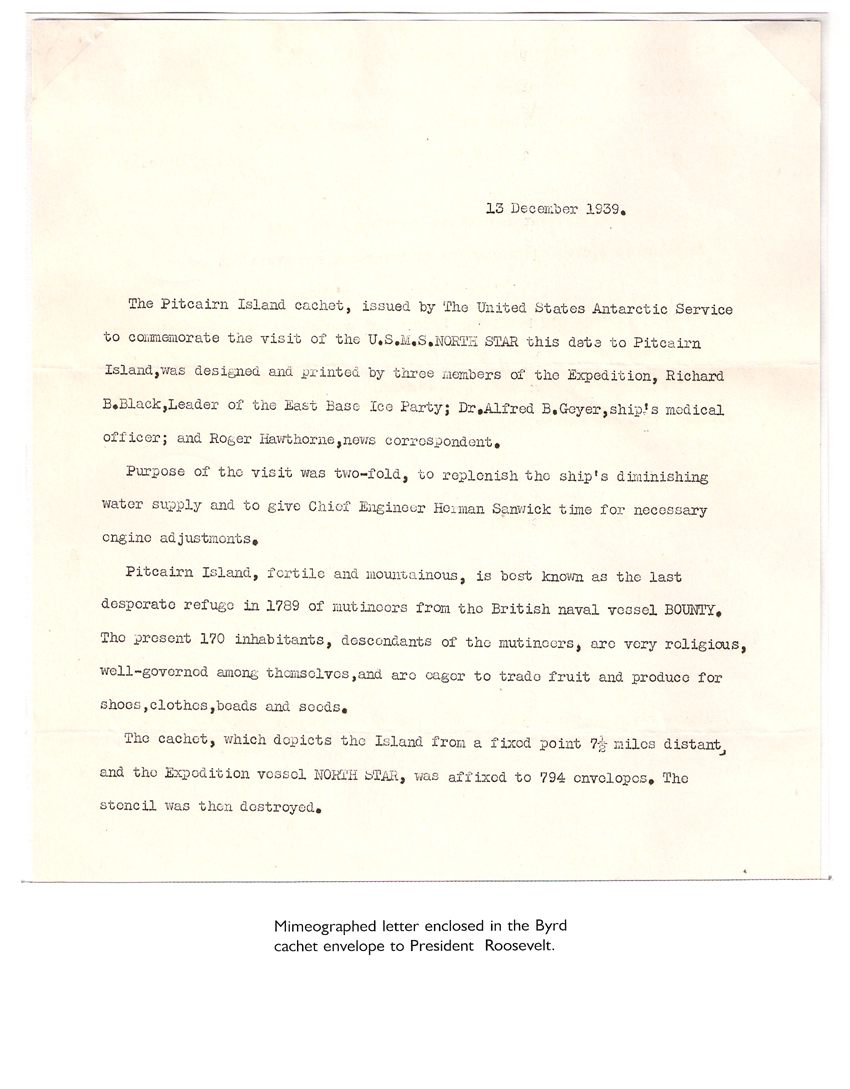 13 December 1939.
The Pitcairn Island cachet, issued by The United States Antarctic Service
to commemorate the visit of the U.S.M.S.NORTH STAR this date to Pitcairn
Island,was designed and printed by three members of the Expedition, Richard
B.Black,Leader of the East Base Ice Party; Dr.Alfred B.Geyer,ship's medical
officer; and Roger Hawthorne,news correspondent.
Purpose of the visit was two-fold, to replenish the ship's diminishing
water supply and to give Chief Engineer Herman Sanwick time for necessary
engine adjustments.
Pitcairn Island, fertile and mountainous, is best known as the last
desperate refuge in 1789 of mutineers from the British naval vessel BOUNTY.
The present 170 inhabitants, descendants of the mutineers, are very religious,
well-governed among themselves,and are eager to trade fruit and produce for
shoes,clothes,beads and seeds.
The cachet, which depicts the Island from a fixed point 7½ miles distant,
and the Expedition vessel NORTH STAR, was affixed to 794 envelopes. The
stencil was then destroyed.
Mimeographed letter enclosed in the Byrd
cachet envelope to President Roosevelt.